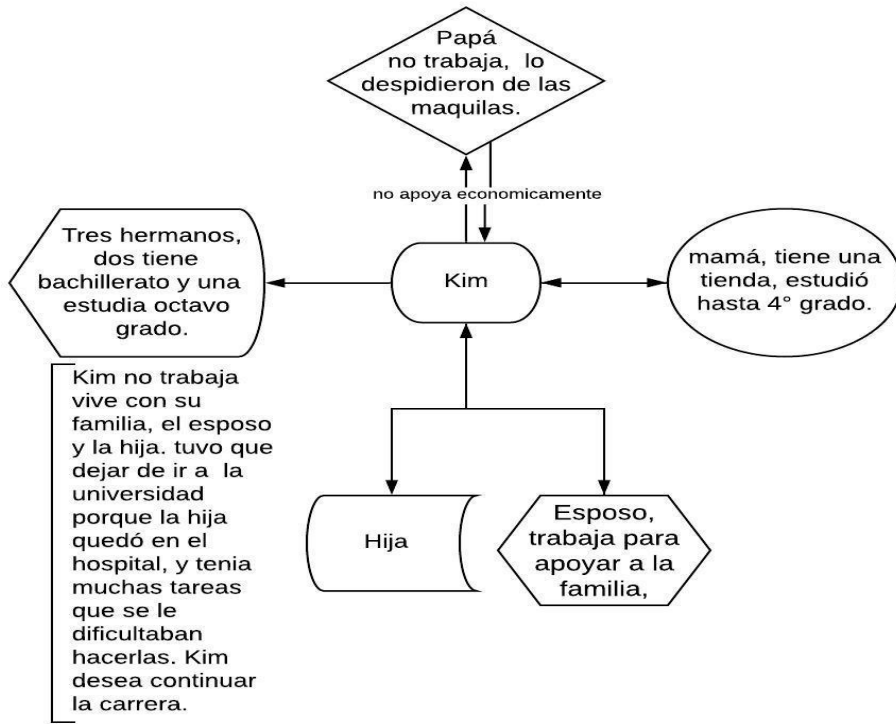 Papá
no trabaja, lo
despidieron de las
maquilas.
no apoya economicamente
Tres hermanos,
dos tiene
bachillerato y una
estudia octavo
grado.
Kim
mamá, tiene una
tienda, estudió
hasta 4° grado.
Kim no trabaja
vive con su
familia, el esposo
y la hija. tuvo que
dejar de ir a la
universidad
porque la hija
quedó en el
hospital, y tenia
muchas tareas
que se le
dificultaban
hacerlas. Kim
desea continuar
la carrera.
Hija
Esposo,
trabaja para
apoyar a la
familia,